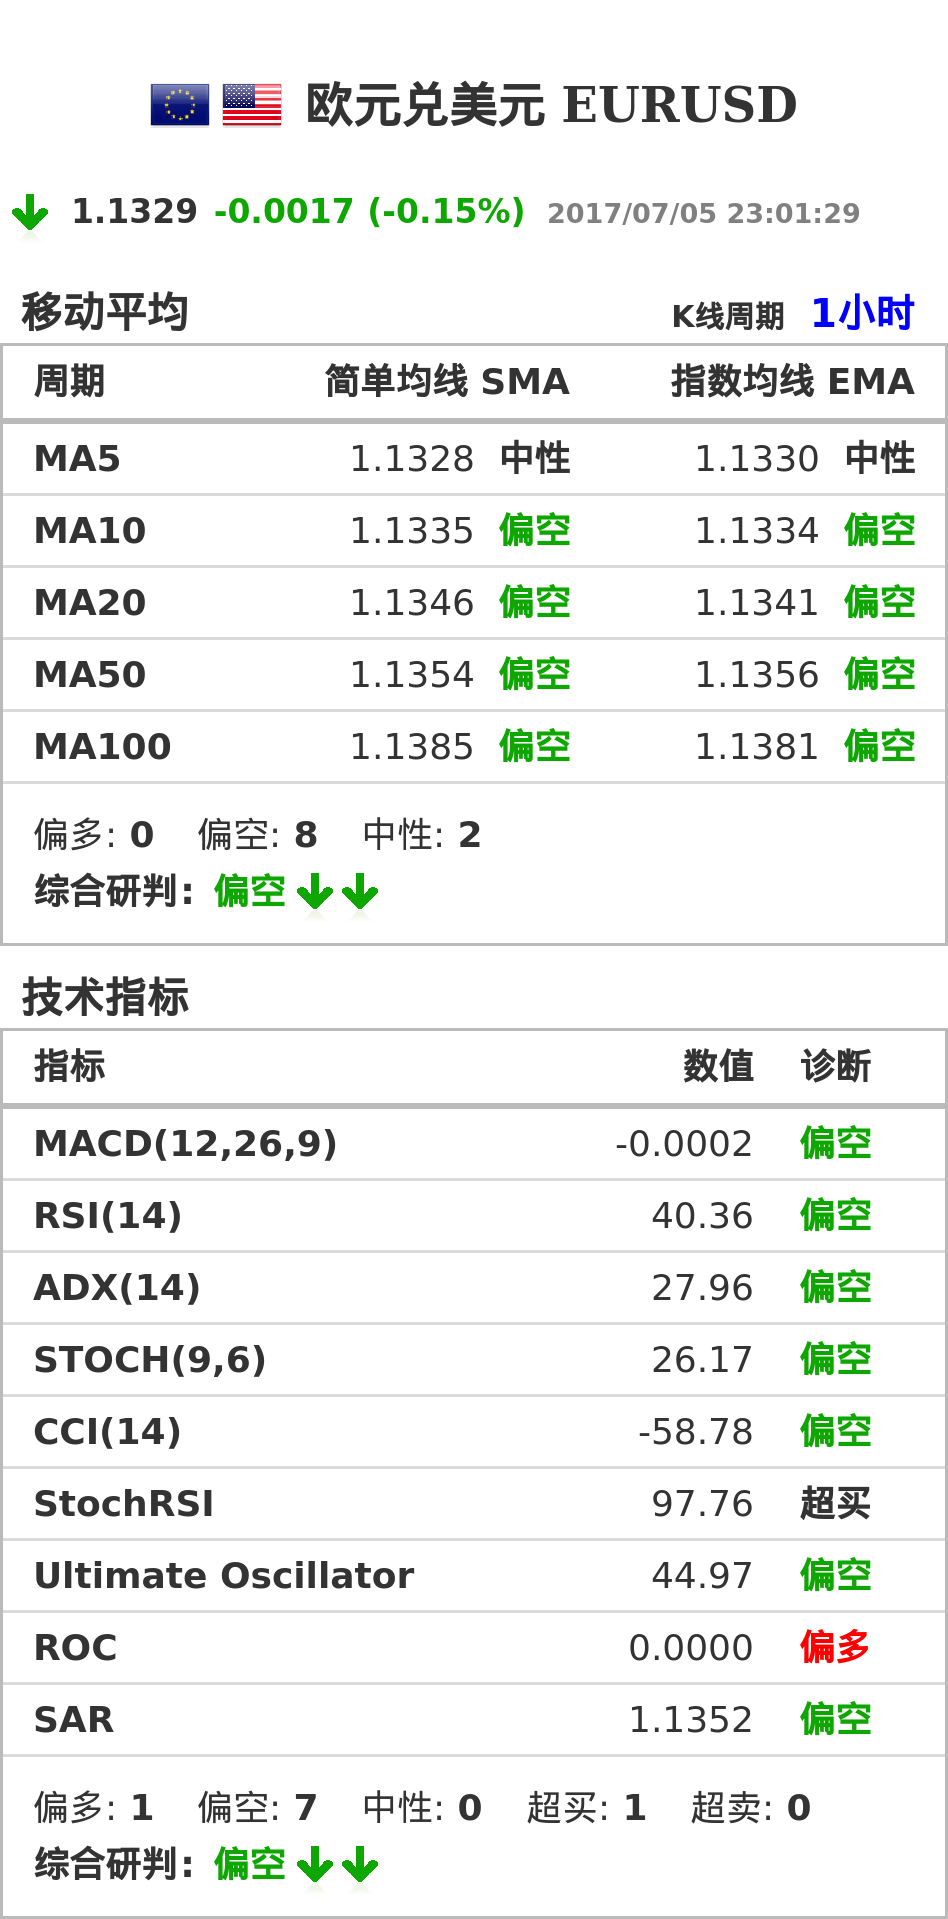 欧元兑美元 EURUSD
1.1329 -0.0017 (-0.15%) 2017/07/05 23:01:29
移动平均 K线周期 1小时
周期 简单均线 SMA 指数均线 EMA
MA5 1.1328 中性 1.1330 中性
MA10 1.1335 偏空 1.1334 偏空
MA20 1.1346 偏空 1.1341 偏空
MA50 1.1354 偏空 1.1356 偏空
MA100 1.1385 偏空 1.1381 偏空
偏多: 0 偏空: 8 中性: 2
综合研判: 偏空
技术指标
指标 数值 诊断
MACD(12,26,9) -0.0002 偏空
RSI(14) 40.36 偏空
ADX(14) 27.96 偏空
STOCH(9,6) 26.17 偏空
CCI(14) -58.78 偏空
StochRSI 97.76 超买
Ultimate Oscillator 44.97 偏空
ROC 0.0000 偏多
SAR 1.1352 偏空
偏多: 1 偏空: 7 中性: 0 超买: 1 超卖: 0
综合研判: 偏空